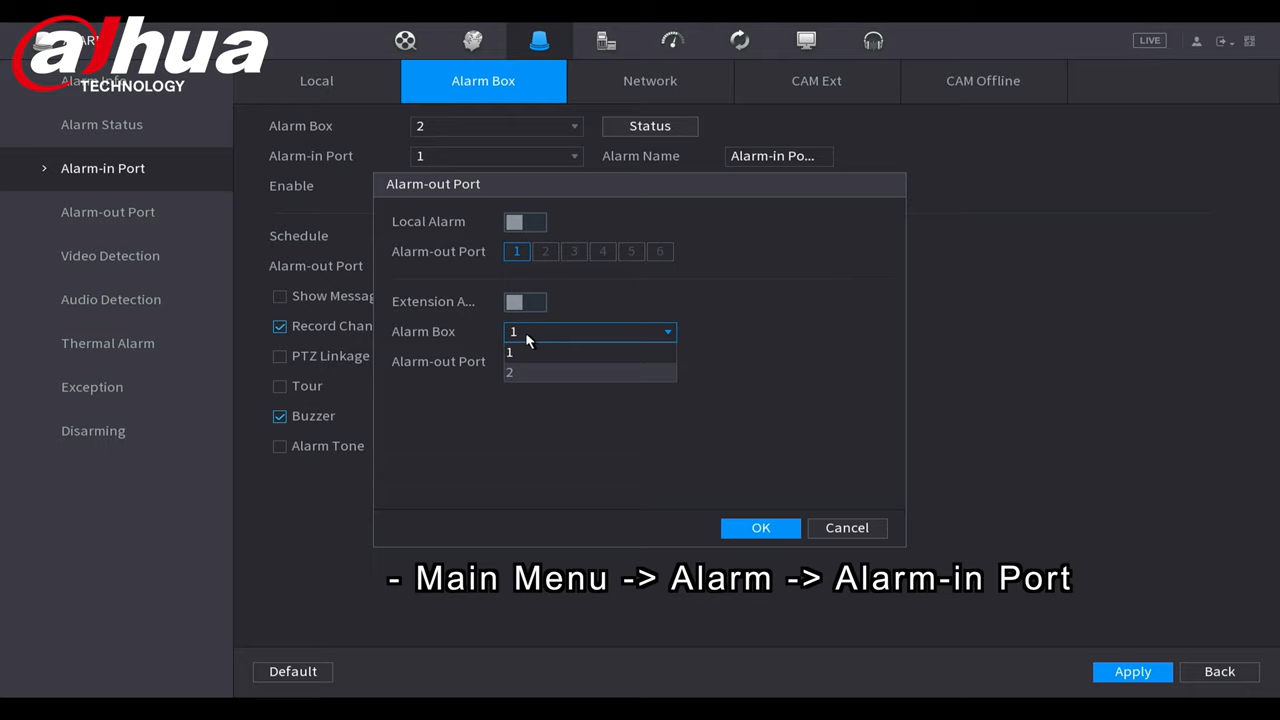 alhua
TECHNOLOGY
LIVE
Alarm Info
Local
Alarm Box
Network
CAM Ext
CAM Offline
Alarm Status
Alarm-in Port
Alarm-out Port
Video Detection
Audio Detection
Thermal Alarm
Exception
Disarming
Alarm Box 2 Status
Alarm-in Port 1 Alarm Name Alarm-in Po...
Enable
Schedule
Alarm-out Port
Show Messag
Record Chan
PTZ Linkage
Tour
Buzzer
Alarm Tone
Alarm-out Port
Local Alarm
Alarm-out Port 1 2 3 4 5 6
Extension A...
Alarm Box 1
1
Alarm-out Port
2
OK Cancel
- Main Menu -> Alarm -> Alarm-in Port
Default Apply Back